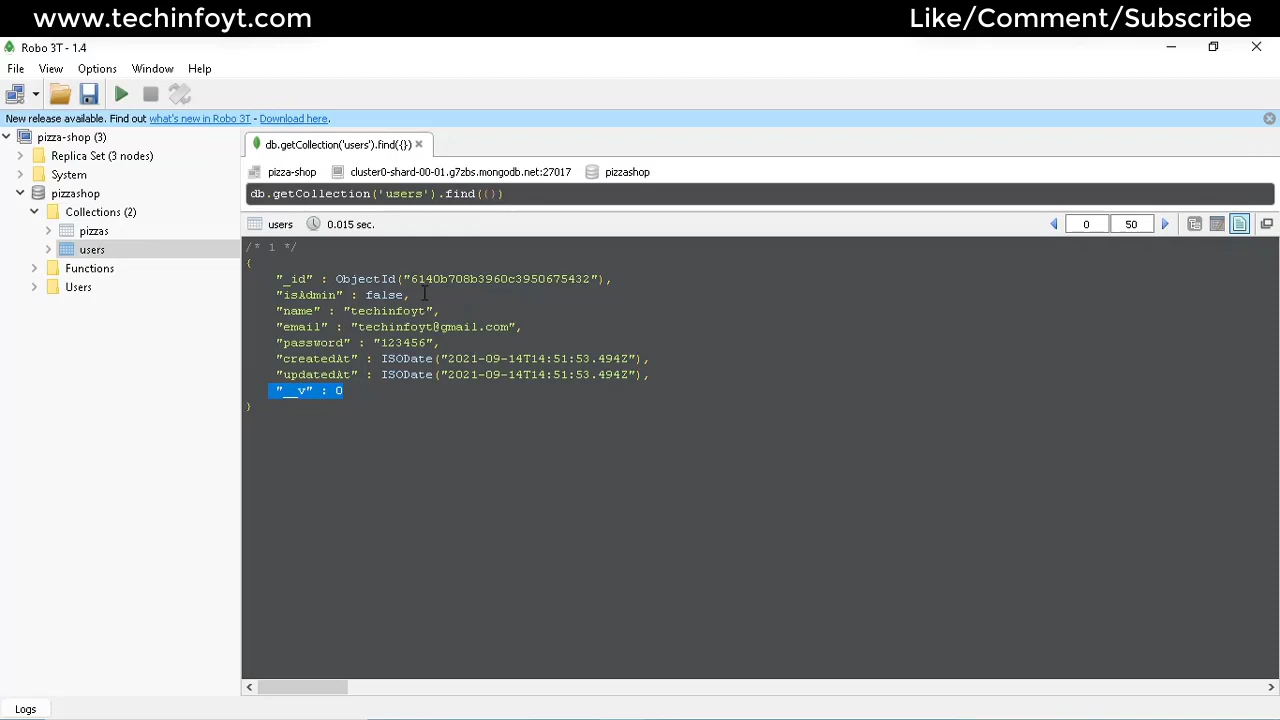 www.techinfoyt.com
Like/Comment/Subscribe
Robo 3T - 1.4
File View Options Window Help
New release available. Find out what's new in Robo 3T - Download here.
pizza-shop (3)
Replica Set (3 nodes)
System
pizzashop
Collections (2)
pizzas
users
Functions
Users
db.getCollection('users').find({})
pizza-shop cluster0-shard-00-01.g7zbs.mongodb.net:27017 pizzashop
db.getCollection('users').find({})
users 0.015 sec. 0 50
/* 1 */
{
"_id" : ObjectId("6140b708b3960c3950675432"),
"isAdmin" : false,
"name" : "techinfoyt",
"email" : "techinfoyt@gmail.com",
"password" : "123456",
"createdAt" : ISODate("2021-09-14T14:51:53.494Z"),
"updatedAt" : ISODate("2021-09-14T14:51:53.494Z"),
"__v" : 0
}
Logs